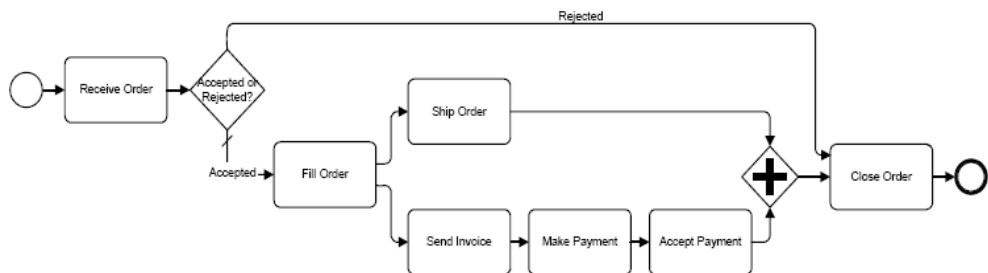 Rejected
Receive Order
Accepted or
Rejected?
Ship Order
Accepted
Fill Order
Close Order
Send Invoice
Make Payment
Accept Payment